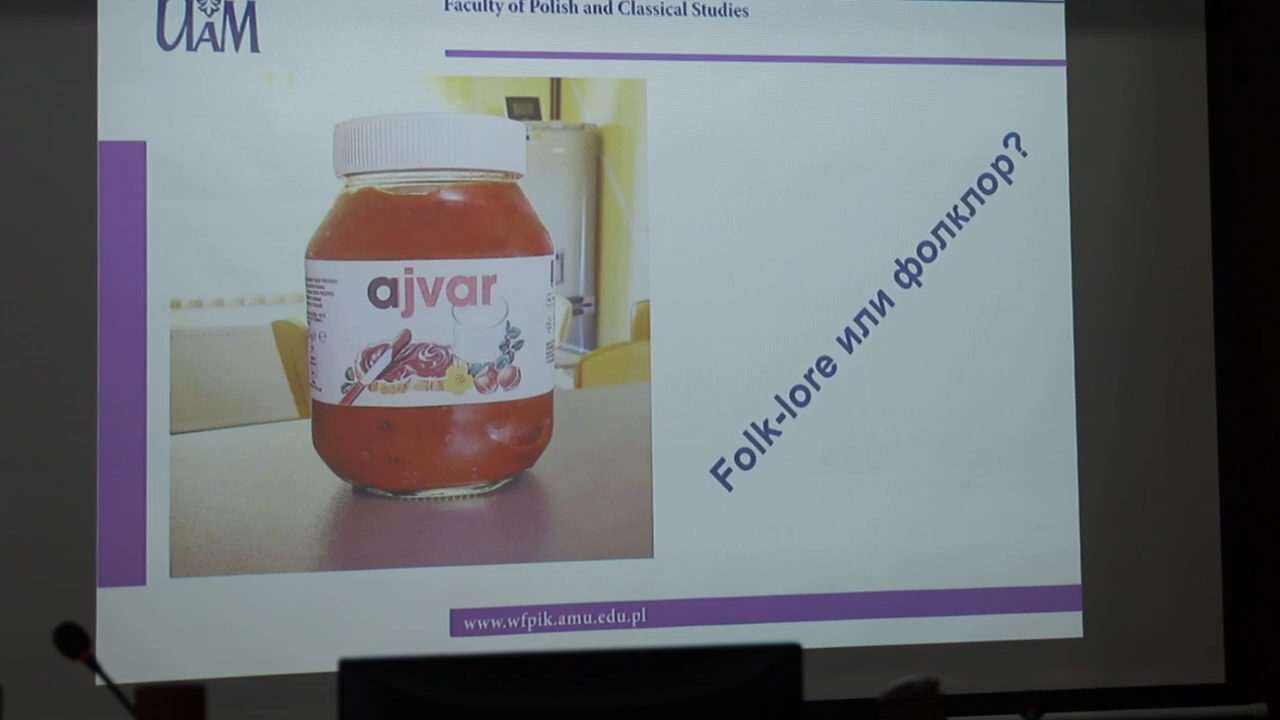 UAM
Faculty of Polish and Classical Studies
ajvar
Folk-lore или фолклор?
www.wfpik.amu.edu.pl